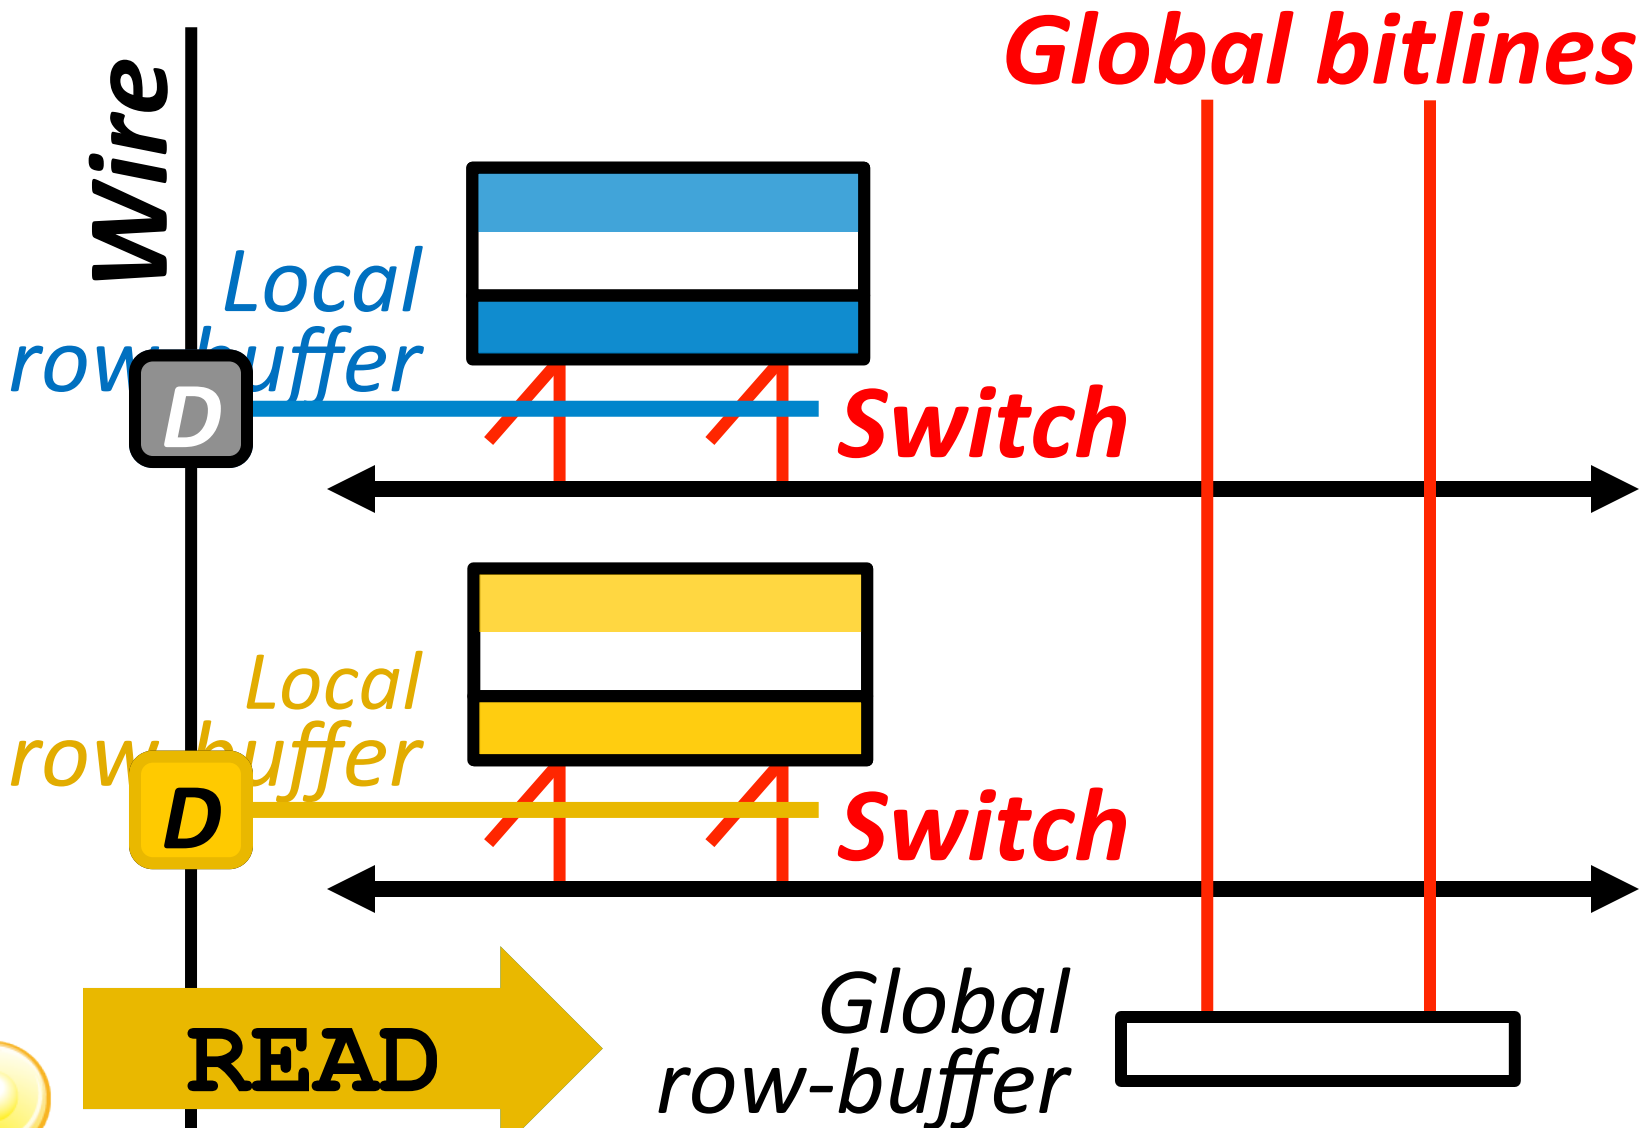 Global bitlines
Wire
Local
row-buffer
D
Switch
Local
row-buffer
D
Switch
READ
Global
row-buffer